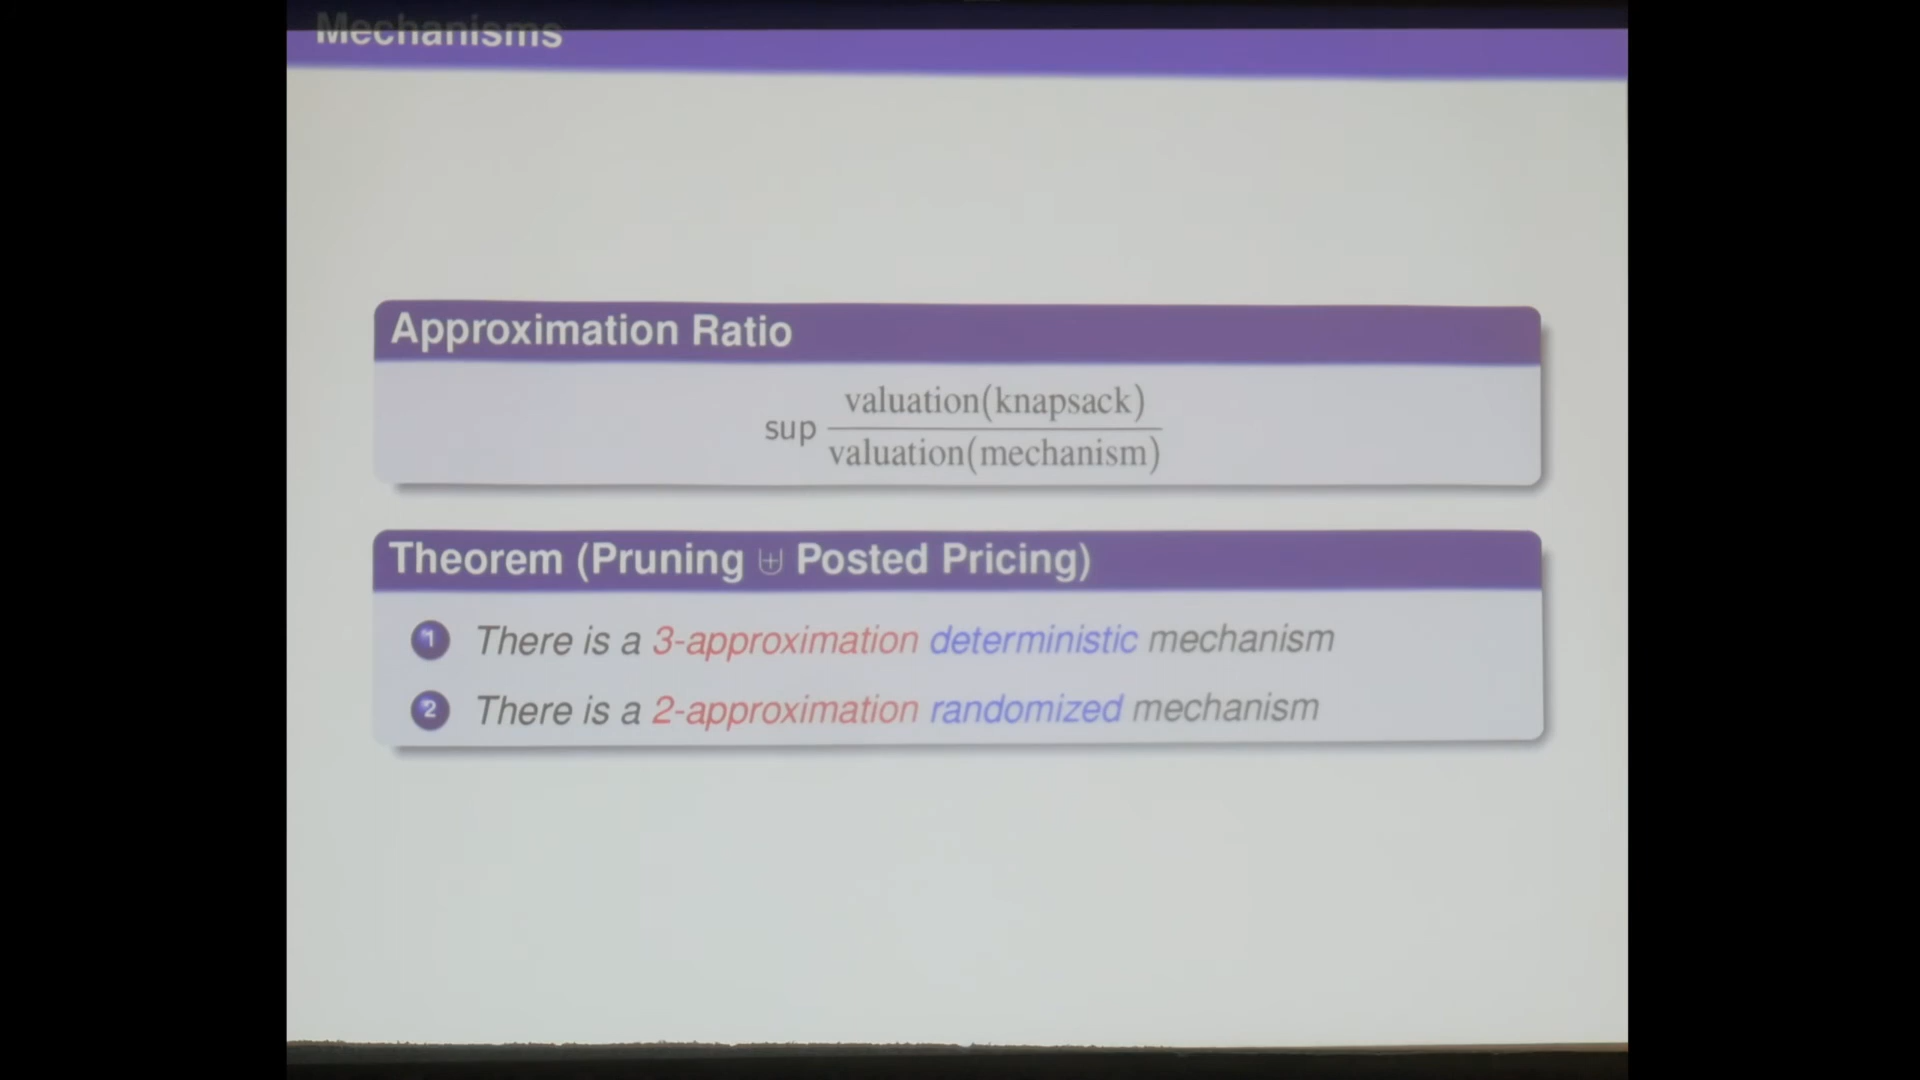 Mechanisms
Approximation Ratio
sup valuation(knapsack) / valuation(mechanism)
Theorem (Pruning ⊎ Posted Pricing)
1 There is a 3-approximation deterministic mechanism
2 There is a 2-approximation randomized mechanism